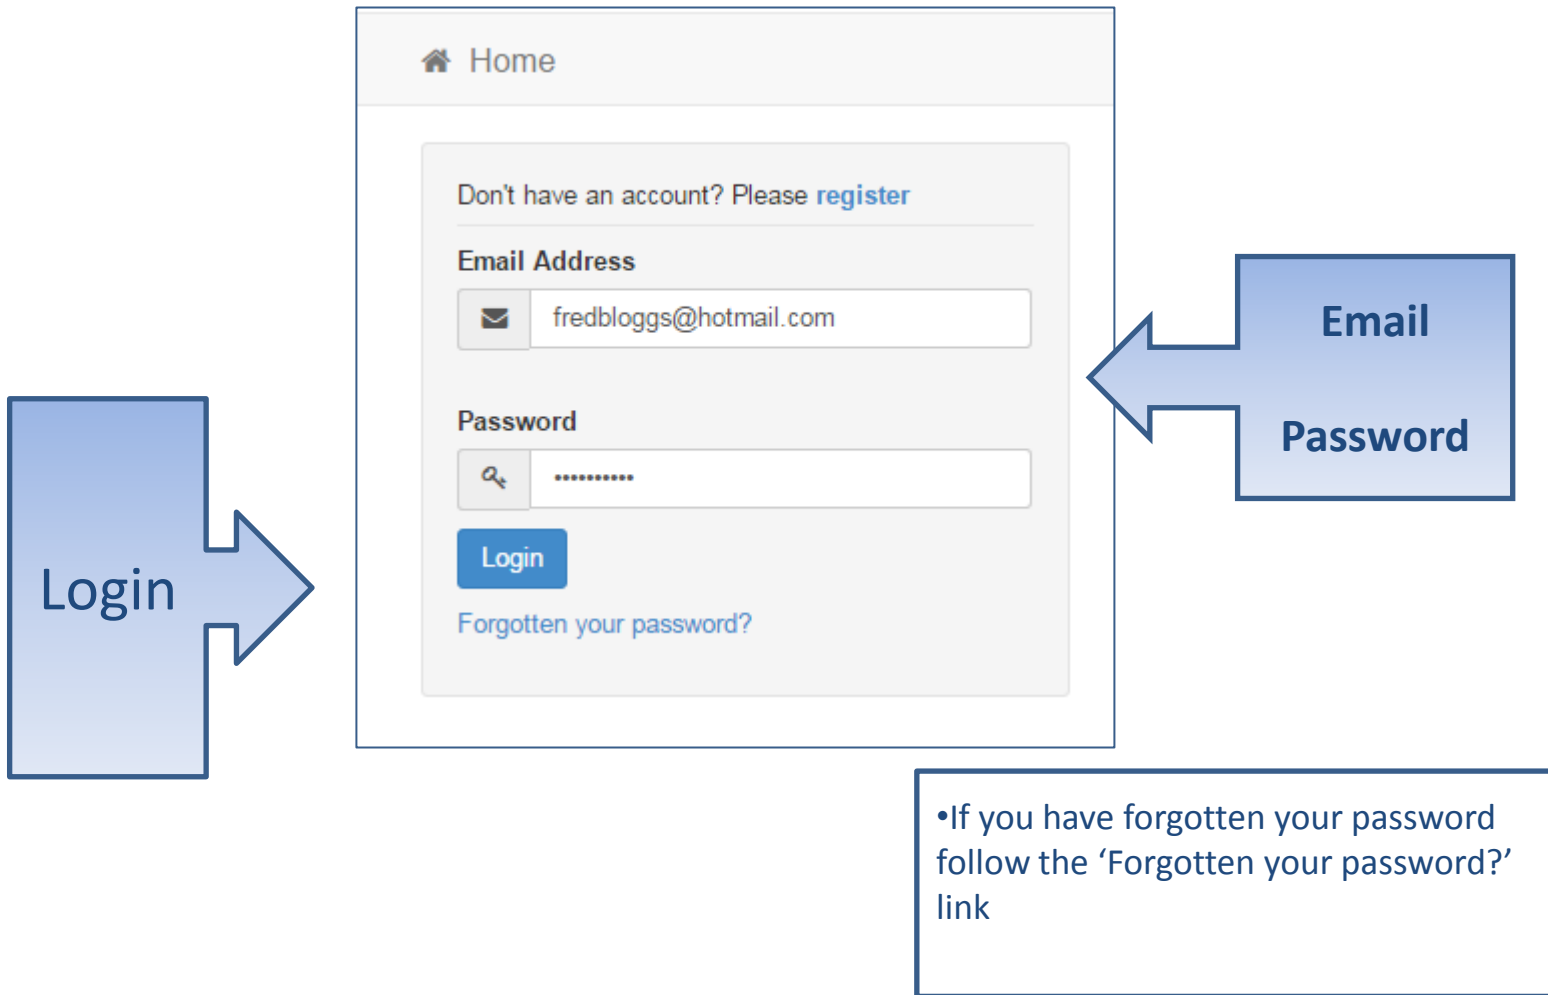 Home
Don't have an account? Please register
Email Address
fredbloggs@hotmail.com
Password
••••••••••
Login
Forgotten your password?
Login
Email
Password
•If you have forgotten your password
follow the ‘Forgotten your password?’
link